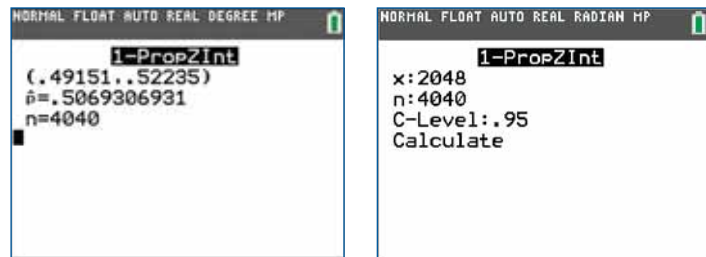 NORMAL FLOAT AUTO REAL DEGREE MP
1-PropZInt
(.49151,.52235)
p̂=.5069306931
n=4040
NORMAL FLOAT AUTO REAL RADIAN MP
1-PropZInt
x:2048
n:4040
C-Level:.95
Calculate